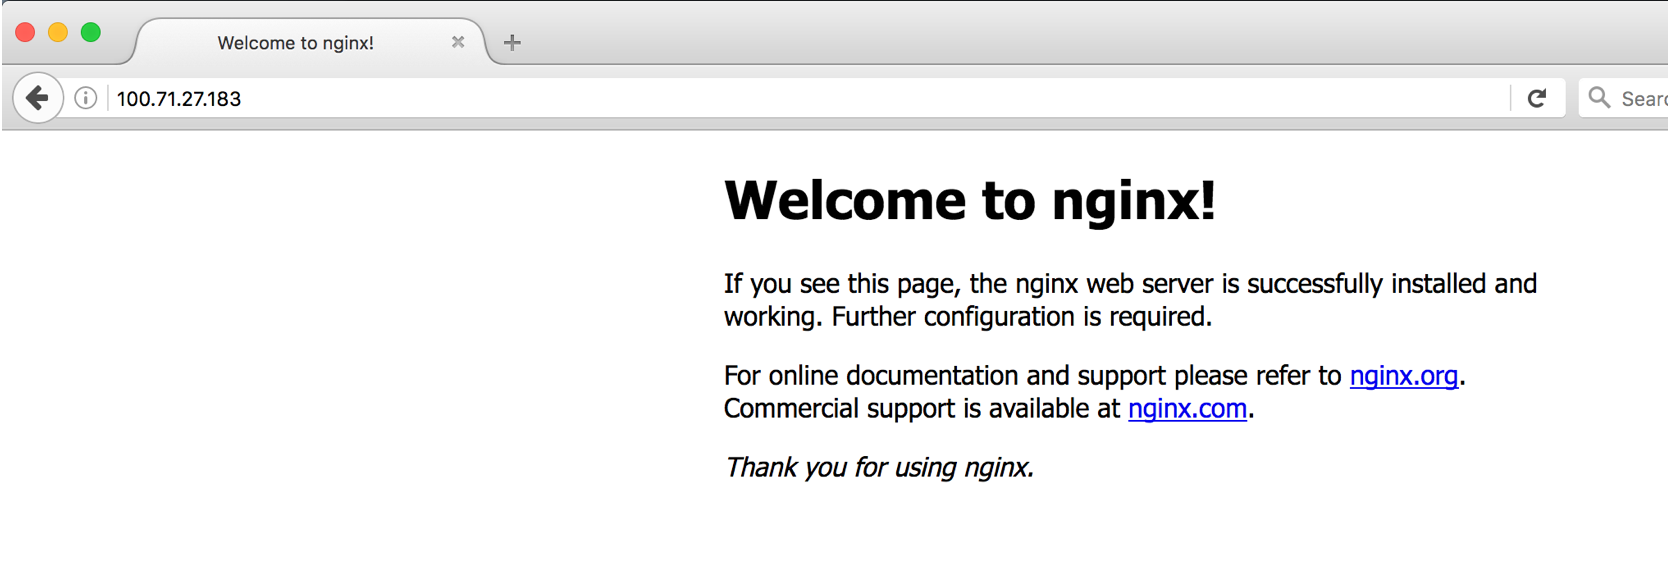 Welcome to nginx!
100.71.27.183
Welcome to nginx!
If you see this page, the nginx web server is successfully installed and
working. Further configuration is required.
For online documentation and support please refer to nginx.org.
Commercial support is available at nginx.com.
Thank you for using nginx.